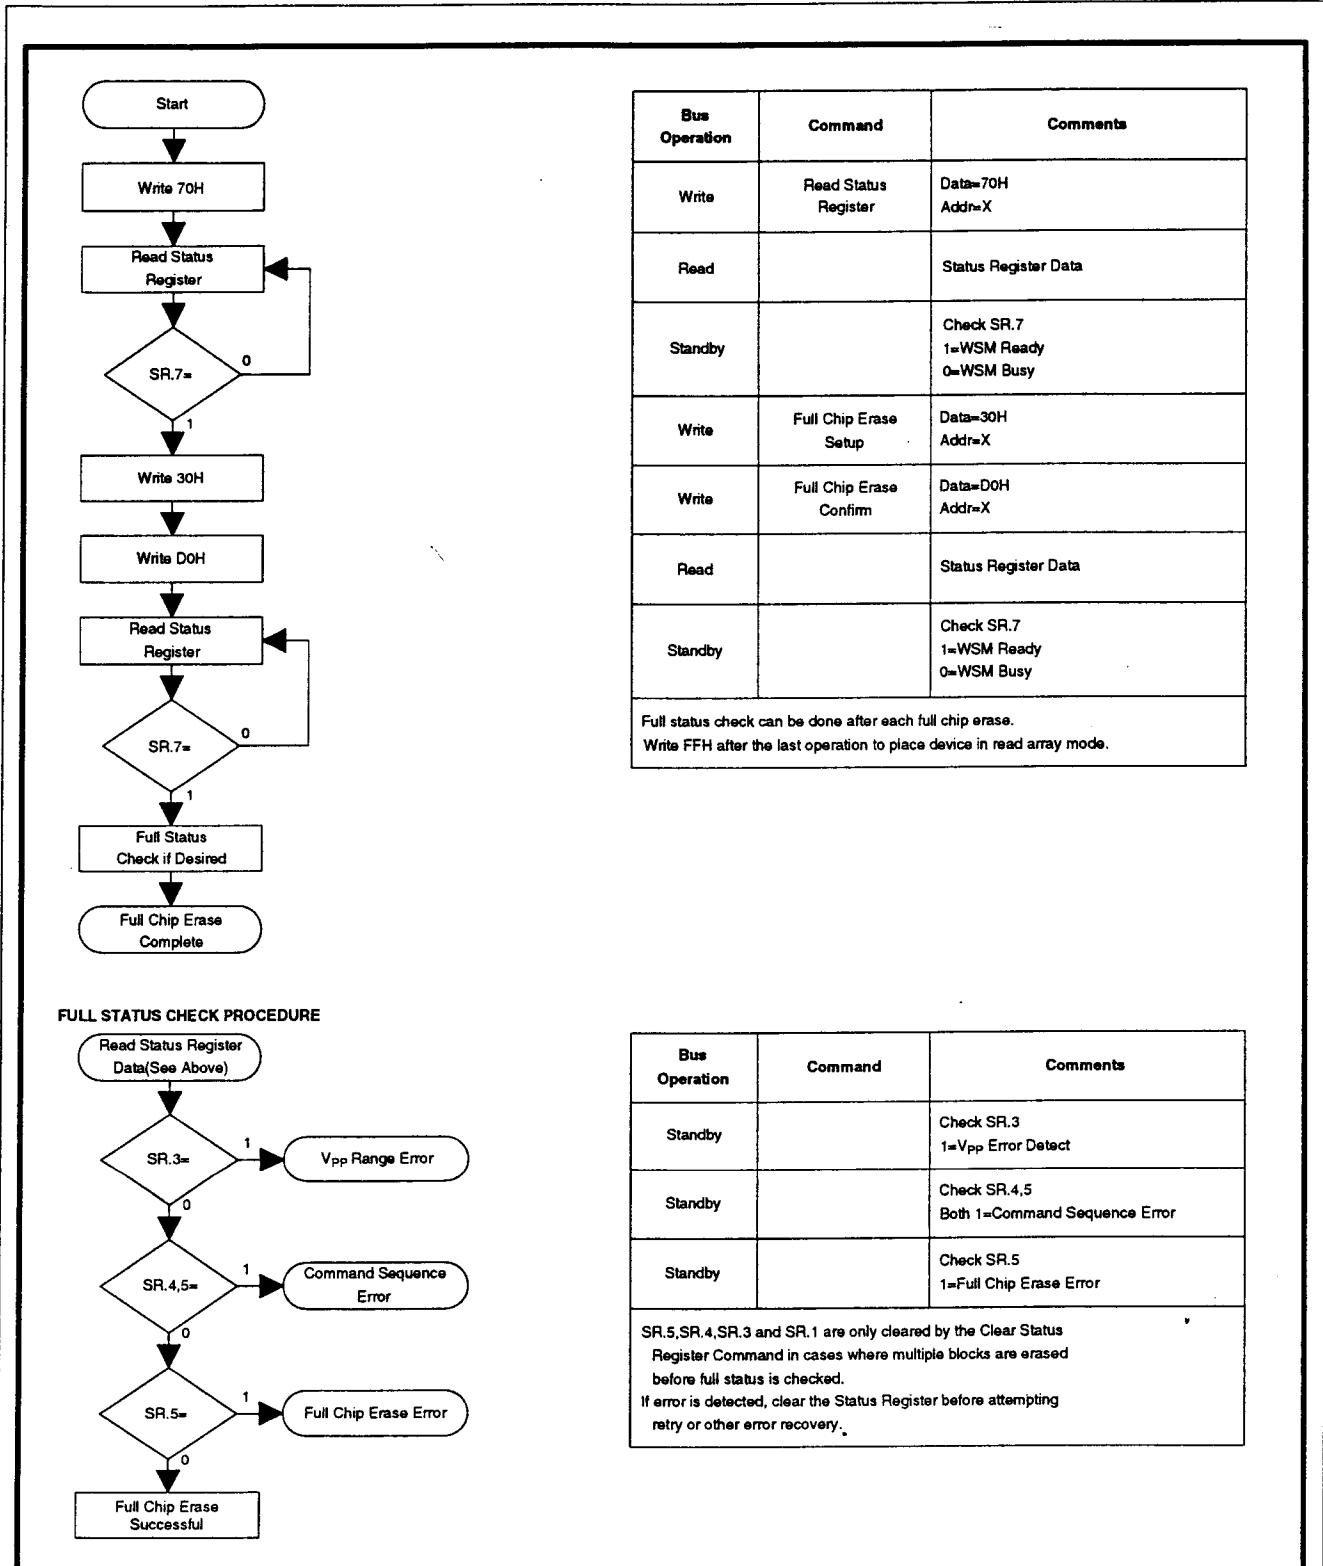 Start
Write 70H
Read Status
Register
SR.7=
0
1
Write 30H
Write D0H
Read Status
Register
SR.7=
0
1
Full Status
Check if Desired
Full Chip Erase
Complete
Bus
Operation
Command
Comments
Write
Read Status
Register
Data=70H
Addr=X
Read
Status Register Data
Standby
Check SR.7
1=WSM Ready
0=WSM Busy
Write
Full Chip Erase
Setup
Data=30H
Addr=X
Write
Full Chip Erase
Confirm
Data=D0H
Addr=X
Read
Status Register Data
Standby
Check SR.7
1=WSM Ready
0=WSM Busy
Full status check can be done after each full chip erase.
Write FFH after the last operation to place device in read array mode.
FULL STATUS CHECK PROCEDURE
Read Status Register
Data(See Above)
SR.3=
1
VPP Range Error
0
SR.4,5=
1
Command Sequence
Error
0
SR.5=
1
Full Chip Erase Error
0
Full Chip Erase
Successful
Bus
Operation
Command
Comments
Standby
Check SR.3
1=VPP Error Detect
Standby
Check SR.4,5
Both 1=Command Sequence Error
Standby
Check SR.5
1=Full Chip Erase Error
SR.5,SR.4,SR.3 and SR.1 are only cleared by the Clear Status
Register Command in cases where multiple blocks are erased
before full status is checked.
If error is detected, clear the Status Register before attempting
retry or other error recovery.